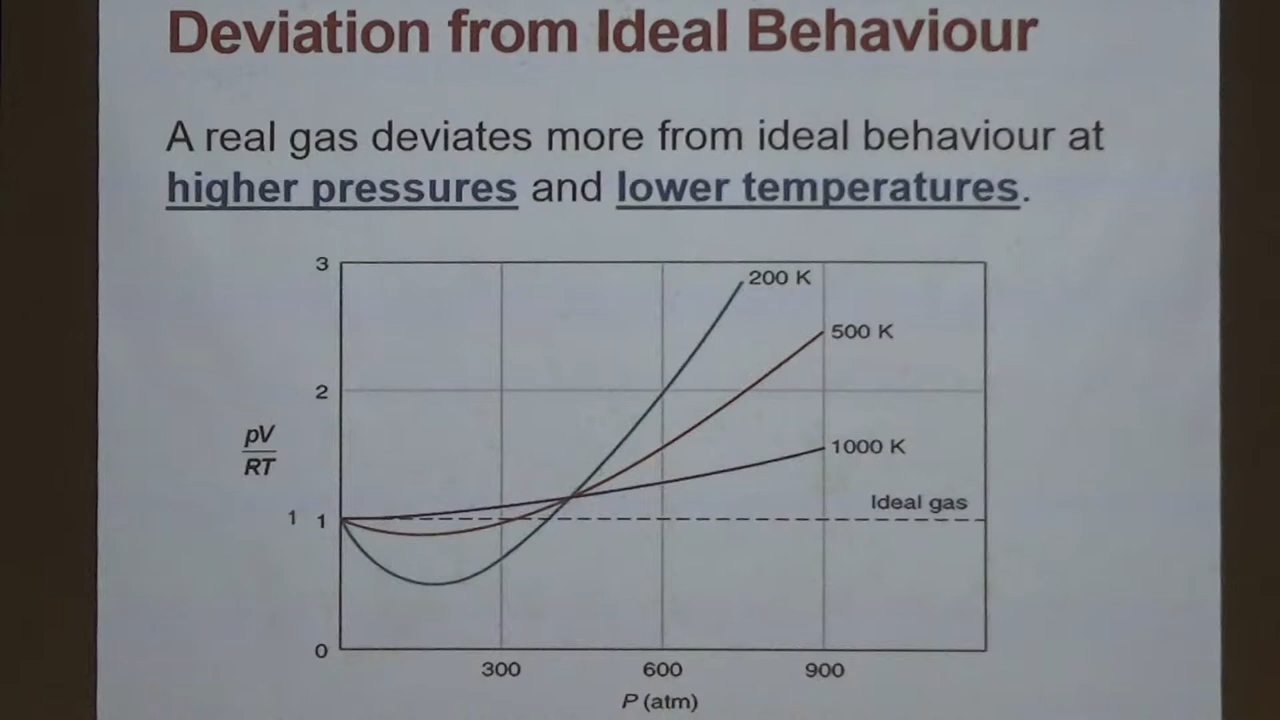 Deviation from Ideal Behaviour
A real gas deviates more from ideal behaviour at
higher pressures and lower temperatures.
3
200 K
500 K
2
pV
RT
1000 K
Ideal gas
1 1
0
300 600 900
P (atm)